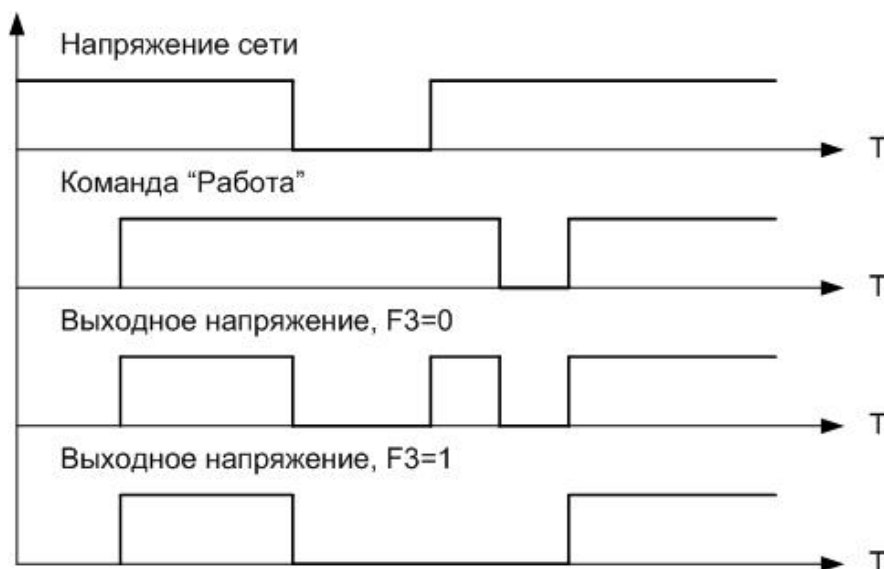 Напряжение сети
T
Команда “Работа”
T
Выходное напряжение, F3=0
T
Выходное напряжение, F3=1
T